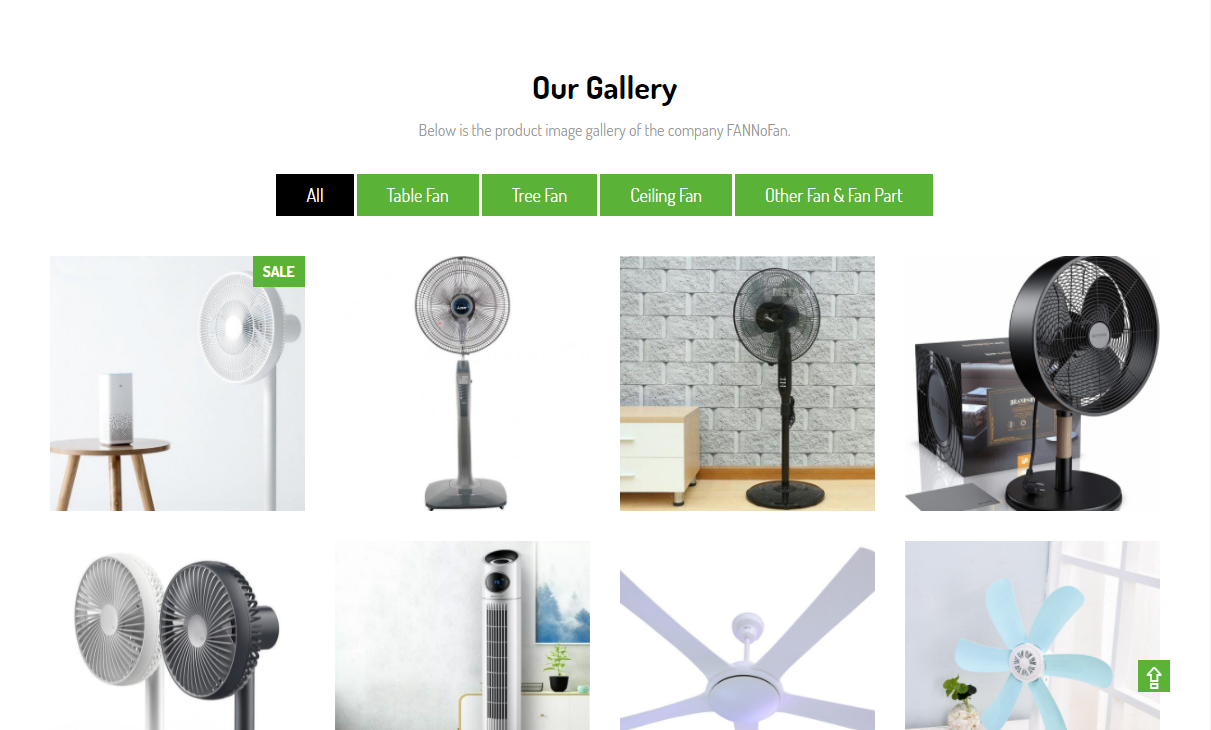 Our Gallery
Below is the product image gallery of the company FANNoFan.
All
Table Fan
Tree Fan
Ceiling Fan
Other Fan & Fan Part
SALE